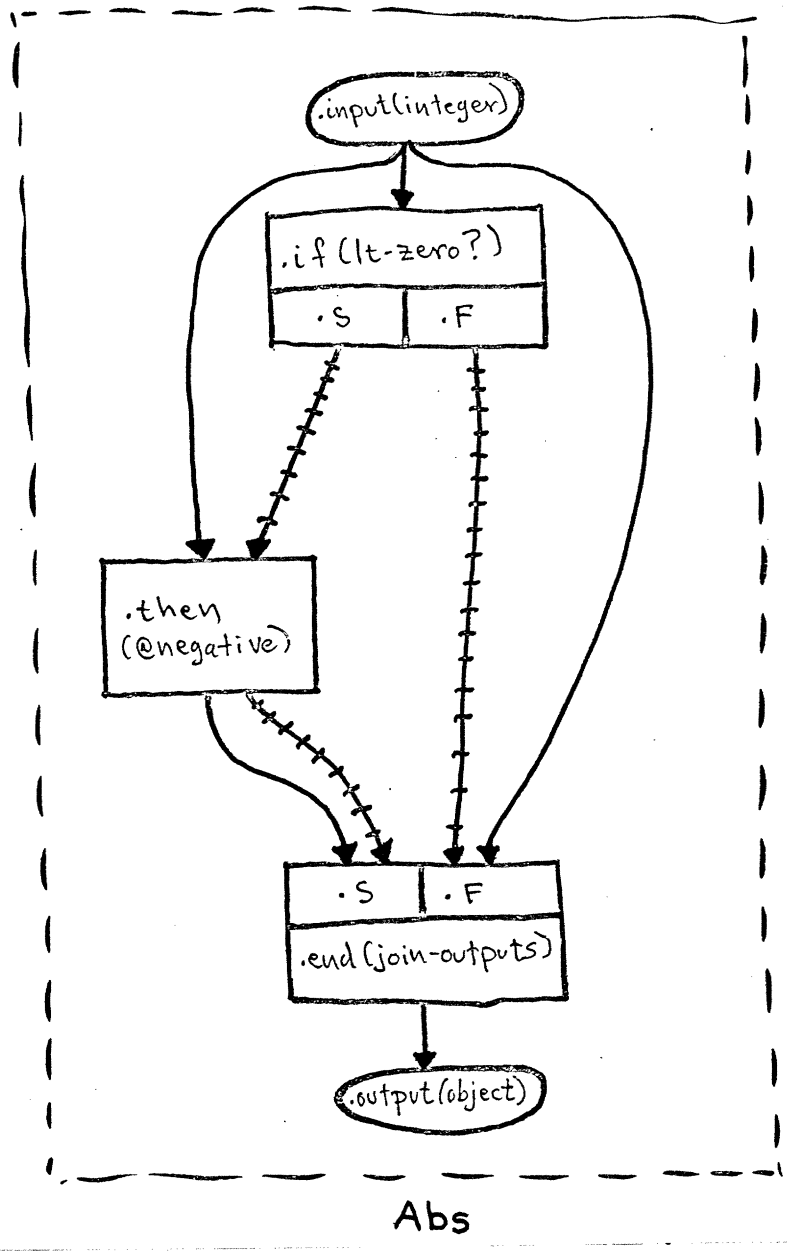 .input(integer)
.if(lt-zero?)
.S
.F
.then
(@negative)
.S
.F
.end(join-outputs)
.output(object)
Abs